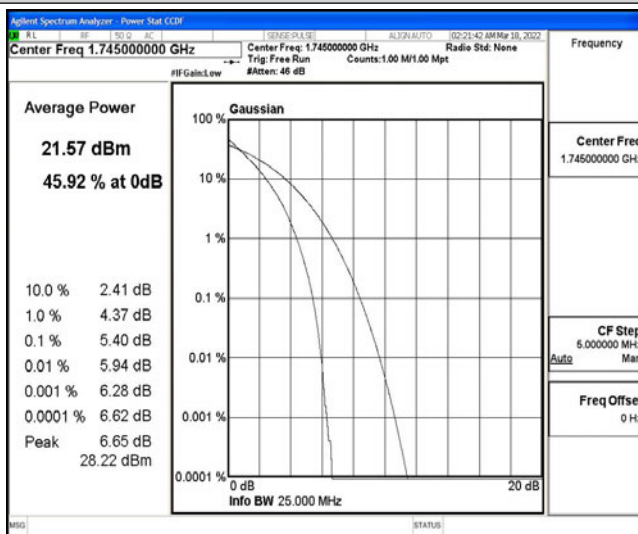 Agilent Spectrum Analyzer - Power Stat CCDF
RL RF 50 Ω AC SENSE:PULSE ALIGN AUTO 02:21:42 AM Mar 18, 2022
Center Freq 1.745000000 GHz
Center Freq: 1.745000000 GHz Radio Std: None
Trig: Free Run Counts:1.00 M/1.00 Mpt
#IFGain:Low #Atten: 46 dB
Frequency
Average Power
21.57 dBm
45.92 % at 0dB
10.0 % 2.41 dB
1.0 % 4.37 dB
0.1 % 5.40 dB
0.01 % 5.94 dB
0.001 % 6.28 dB
0.0001 % 6.62 dB
Peak 6.65 dB
28.22 dBm
Gaussian
100 %
10 %
1 %
0.1 %
0.01 %
0.001 %
0.0001 %
0 dB 20 dB
Info BW 25.000 MHz
Center Freq
1.745000000 GHz
CF Step
5.000000 MHz
Auto Man
Freq Offset
0 Hz
MSG STATUS